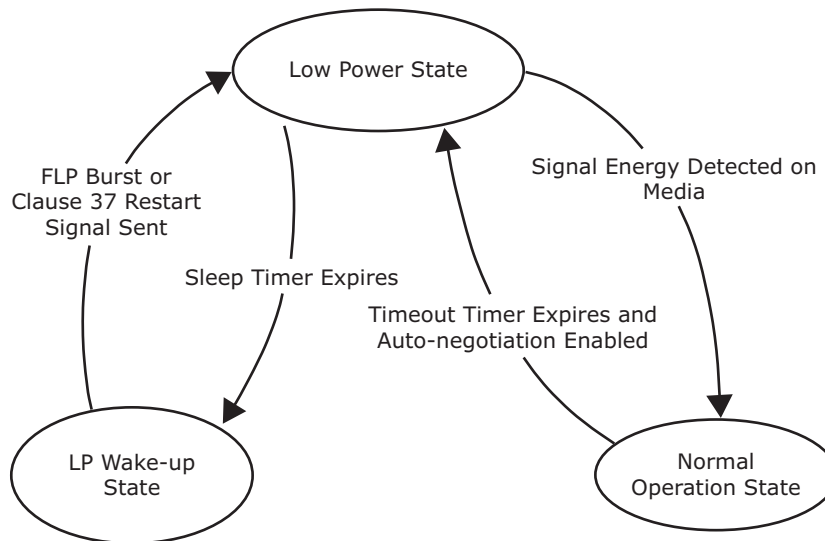 Low Power State
Signal Energy Detected on
Media
FLP Burst or
Clause 37 Restart
Signal Sent
Sleep Timer Expires
Timeout Timer Expires and
Auto-negotiation Enabled
LP Wake-up
State
Normal
Operation State